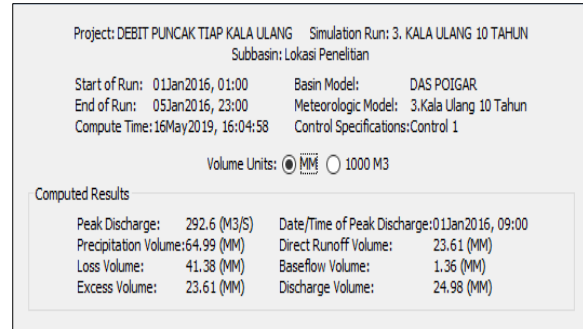 Project: DEBIT PUNCAK TIAP KALA ULANG Simulation Run: 3. KALA ULANG 10 TAHUN
Subbasin: Lokasi Penelitian
Start of Run: 01Jan2016, 01:00 Basin Model: DAS POIGAR
End of Run: 05Jan2016, 23:00 Meteorologic Model: 3.Kala Ulang 10 Tahun
Compute Time:16May2019, 16:04:58 Control Specifications:Control 1
Volume Units: MM 1000 M3
Computed Results
Peak Discharge: 292.6 (M3/S) Date/Time of Peak Discharge:01Jan2016, 09:00
Precipitation Volume:64.99 (MM) Direct Runoff Volume: 23.61 (MM)
Loss Volume: 41.38 (MM) Baseflow Volume: 1.36 (MM)
Excess Volume: 23.61 (MM) Discharge Volume: 24.98 (MM)